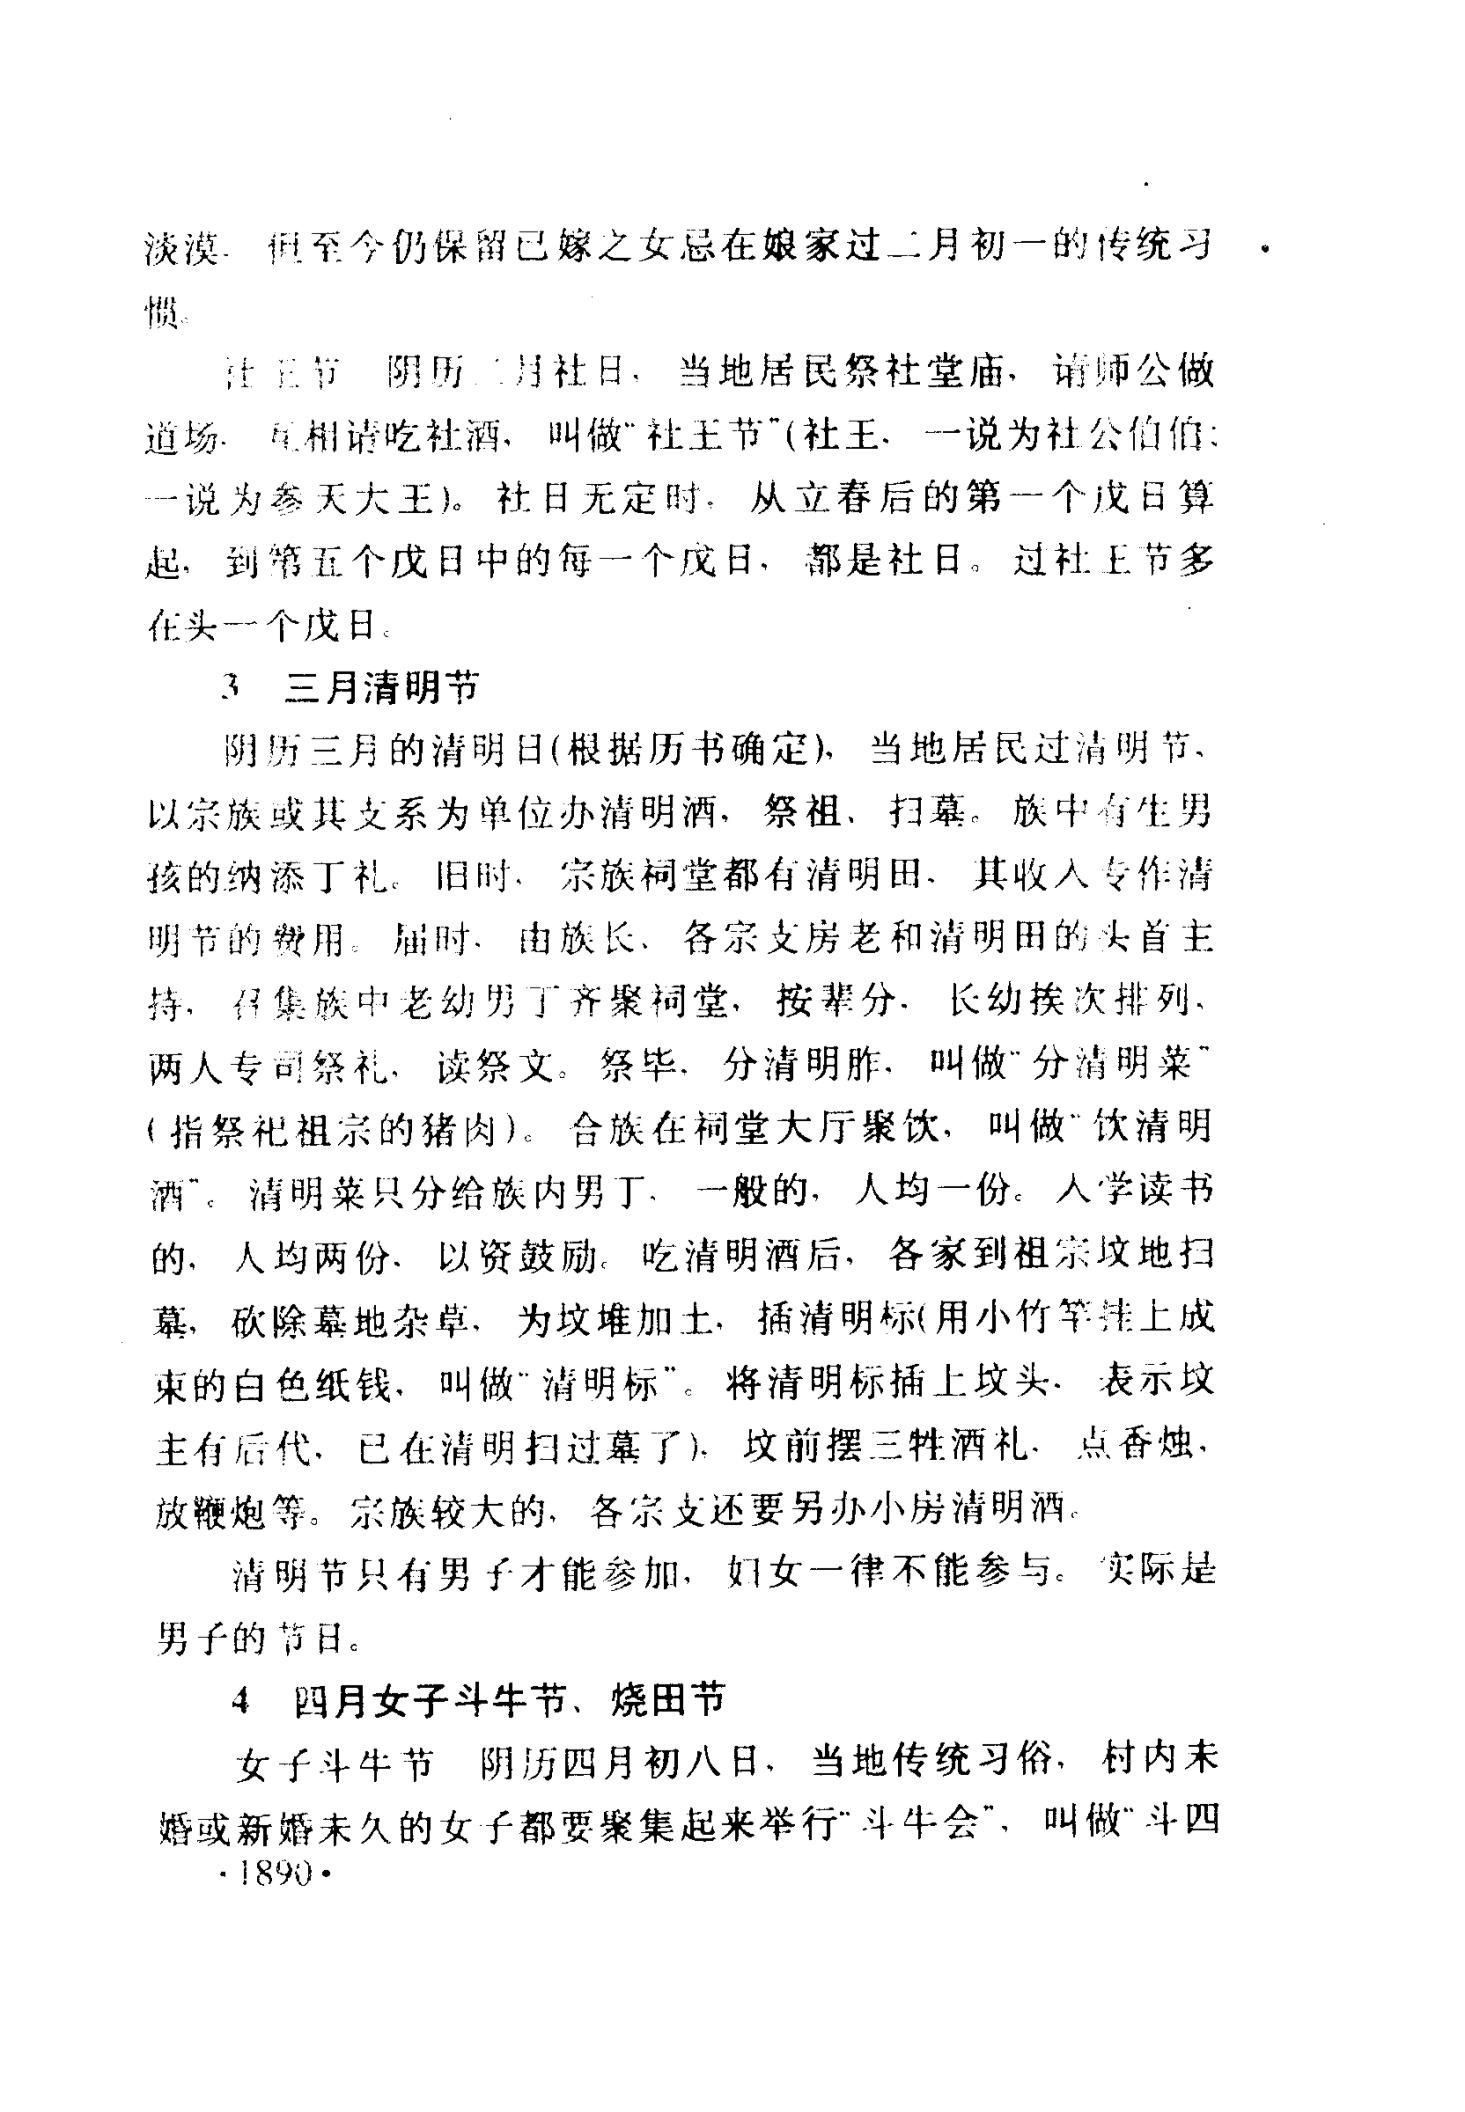 淡漠，但至今仍保留已嫁之女忌在娘家过二月初一的传统习
惯。
社王节　阴历二月社日，当地居民祭社堂庙，请师公做
道场，互相请吃社酒，叫做“社王节”(社王，一说为社公伯伯；
一说为参天大王)。社日无定时，从立春后的第一个戊日算
起，到第五个戊日中的每一个戊日，都是社日。过社王节多
在头一个戊日。
3　三月清明节
阴历三月的清明日(根据历书确定)，当地居民过清明节，
以宗族或其支系为单位办清明酒，祭祖、扫墓。族中有生男
孩的纳添丁礼。旧时，宗族祠堂都有清明田，其收入专作清
明节的费用。届时，由族长、各宗支房老和清明田的头首主
持，召集族中老幼男丁齐聚祠堂，按辈分、长幼挨次排列，
两人专司祭礼，读祭文。祭毕，分清明胙，叫做“分清明菜”
(指祭祀祖宗的猪肉)。合族在祠堂大厅聚饮，叫做“饮清明
酒”。清明菜只分给族内男丁，一般的，人均一份。入学读书
的，人均两份，以资鼓励。吃清明酒后，各家到祖宗坟地扫
墓，砍除墓地杂草，为坟堆加土，插清明标(用小竹竿挂上成
束的白色纸钱，叫做“清明标”。将清明标插上坟头，表示坟
主有后代，已在清明扫过墓了)，坟前摆三牲酒礼，点香烛，
放鞭炮等。宗族较大的，各宗支还要另办小房清明酒。
清明节只有男子才能参加，妇女一律不能参与。实际是
男子的节日。
4　四月女子斗牛节、烧田节
女子斗牛节　阴历四月初八日，当地传统习俗，村内未
婚或新婚未久的女子都要聚集起来举行“斗牛会”，叫做“斗四
·1890·